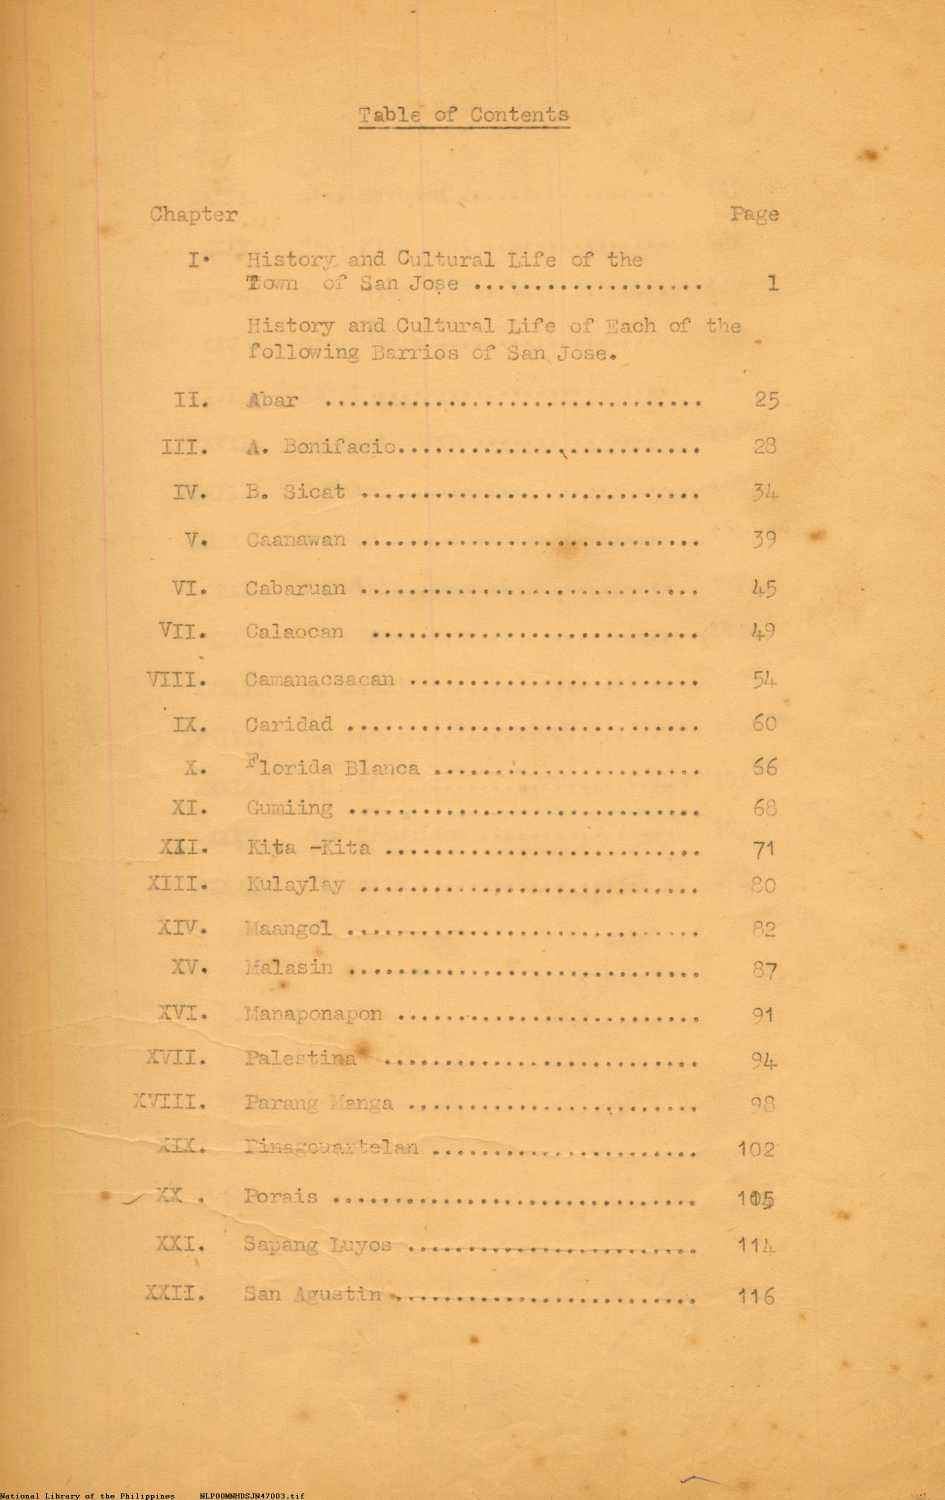 Table of Contents
Chapter Page
I. History and Cultural Life of the
Town of San Jose ................... 1
History and Cultural Life of Each of the
following Barrios of San Jose.
II. Abar ............................... 25
III. A. Bonifacio......................... 28
IV. B. Sicat ............................ 34
V. Caanawan ............................ 39
VI. Cabaruan ............................ 45
VII. Calaocan ........................... 49
VIII. Camanacsacan ........................ 54
IX. Caridad ............................. 60
X. Florida Blanca ...................... 66
XI. Gumiing ............................. 68
XII. Kita -Kita .......................... 71
XIII. Kulaylay ............................ 80
XIV. Maangol ............................. 82
XV. Malasin ............................. 87
XVI. Manaponapon ......................... 91
XVII. Palestina .......................... 94
XVIII. Parang Manga ........................ 98
XIX. Pinagcuartelan ...................... 102
XX . Porais .............................. 105
XXI. Sapang Luyos ........................ 114
XXII. San Agustin ......................... 116
National Library of the Philippines NLPOOMNHDSJN47003.tif